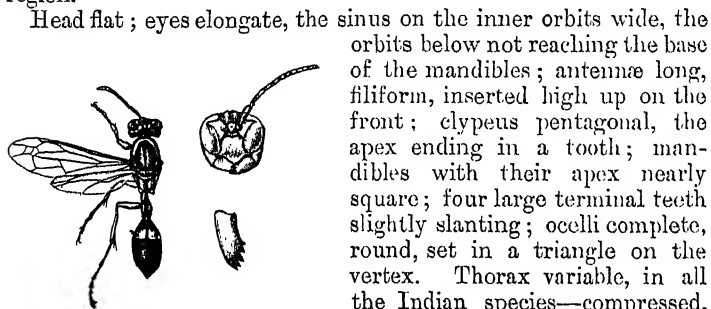 region.
Head flat ; eyes elongate, the sinus on the inner orbits wide, the
orbits below not reaching the base
of the mandibles ; antennæ long,
filiform, inserted high up on the
front ; clypeus pentagonal, the
apex ending in a tooth ; man-
dibles with their apex nearly
square ; four large terminal teeth
slightly slanting ; ocelli complete,
round, set in a triangle on the
vertex. Thorax variable, in all
the Indian species—compressed,